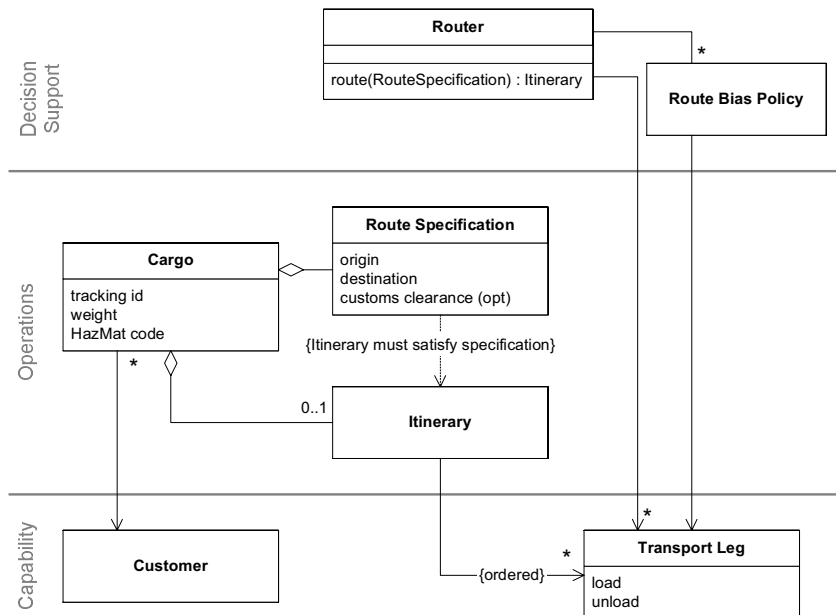 Decision
Support
Router
route(RouteSpecification) : Itinerary
*
Route Bias Policy
Operations
Route Specification
origin
destination
customs clearance (opt)
Cargo
tracking id
weight
HazMat code
*
{Itinerary must satisfy specification}
0..1
Itinerary
Capability
Customer
*
{ordered}
*
Transport Leg
load
unload